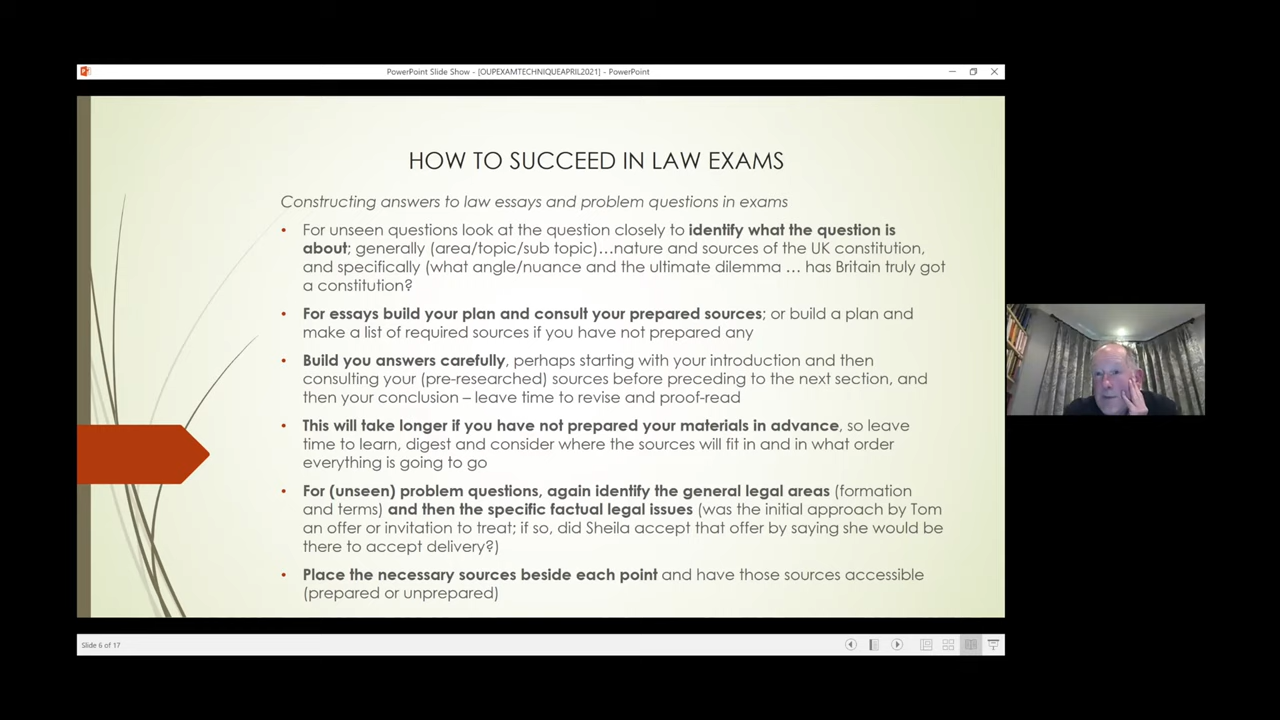 PowerPoint Slide Show - [OUPEXAMTECHNIQUEAPRIL2021] - PowerPoint
HOW TO SUCCEED IN LAW EXAMS
Constructing answers to law essays and problem questions in exams
• For unseen questions look at the question closely to identify what the question is
about; generally (area/topic/sub topic)...nature and sources of the UK constitution,
and specifically (what angle/nuance and the ultimate dilemma ... has Britain truly got
a constitution?
• For essays build your plan and consult your prepared sources; or build a plan and
make a list of required sources if you have not prepared any
• Build you answers carefully, perhaps starting with your introduction and then
consulting your (pre-researched) sources before preceding to the next section, and
then your conclusion – leave time to revise and proof-read
• This will take longer if you have not prepared your materials in advance, so leave
time to learn, digest and consider where the sources will fit in and in what order
everything is going to go
• For (unseen) problem questions, again identify the general legal areas (formation
and terms) and then the specific factual legal issues (was the initial approach by Tom
an offer or invitation to treat; if so, did Sheila accept that offer by saying she would be
there to accept delivery?)
• Place the necessary sources beside each point and have those sources accessible
(prepared or unprepared)
Slide 6 of 17